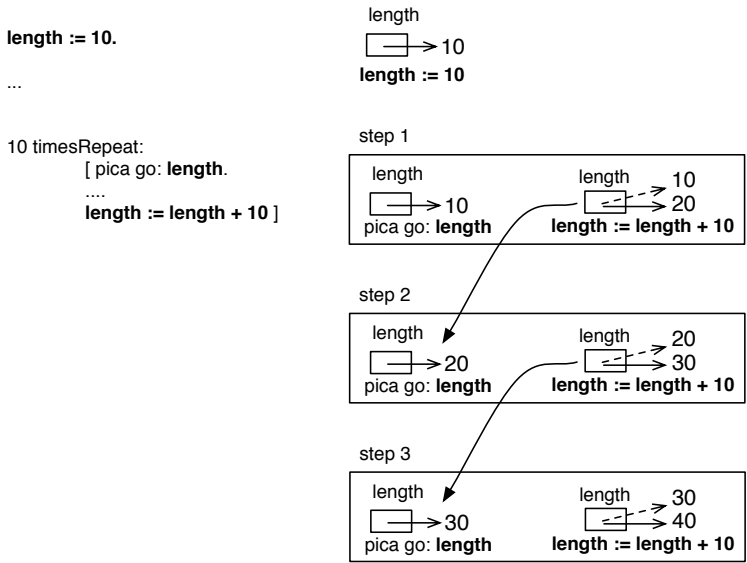 length := 10.
...
10 timesRepeat:
[ pica go: length.
....
length := length + 10 ]
length
10
length := 10
step 1
length
10
pica go: length
length
10
20
length := length + 10
step 2
length
20
pica go: length
length
20
30
length := length + 10
step 3
length
30
pica go: length
length
30
40
length := length + 10